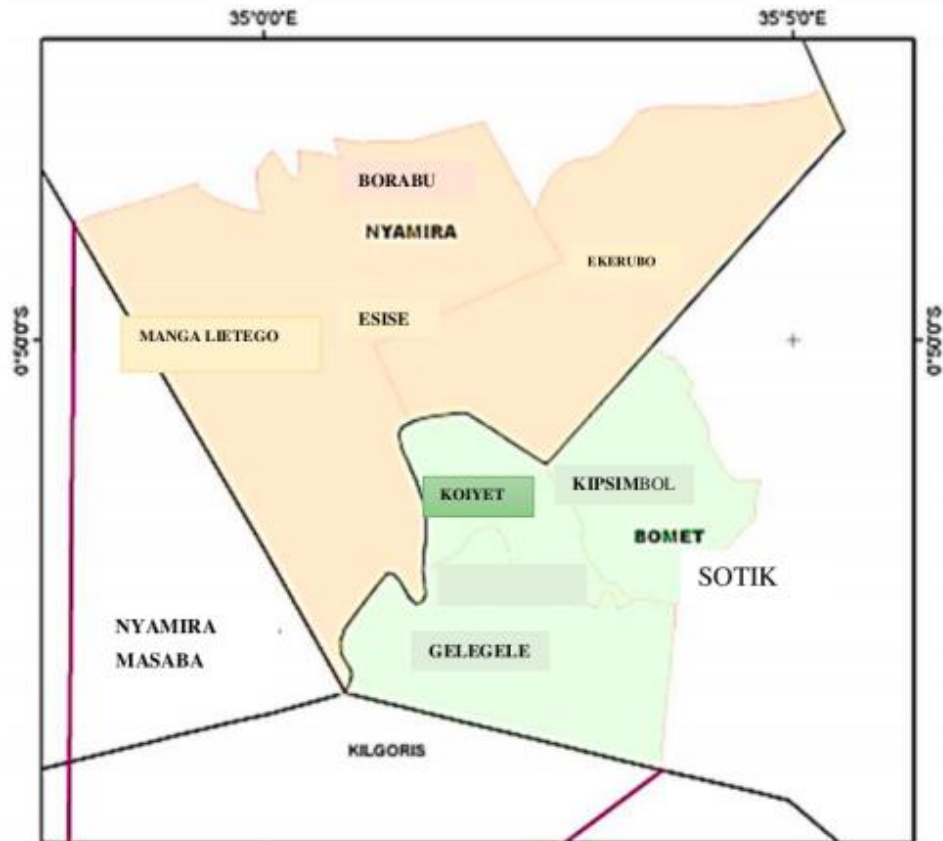 35°0'0"E
35°5'0"E
BORABU
NYAMIRA
EKERUBO
ESISE
MANGA LIETEGO
0°50'0"S
0°50'0"S
KOIYET
KIPSIMBOL
BOMET
SOTIK
NYAMIRA
MASABA
GELEGELE
KILGORIS